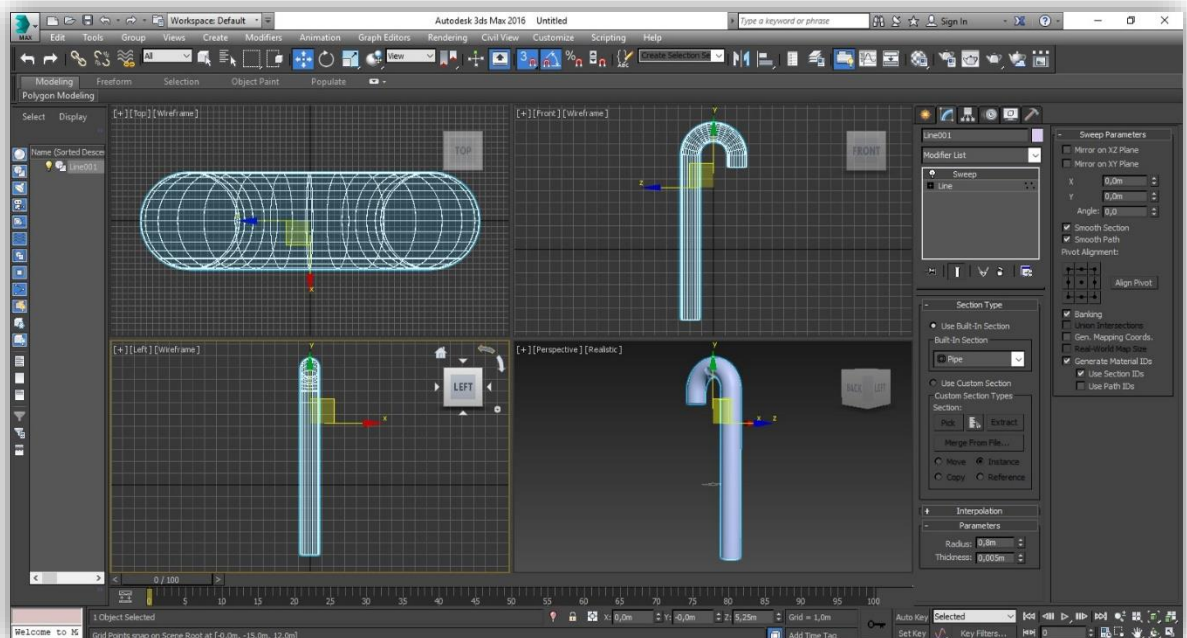 Workspace: Default
Autodesk 3ds Max 2016 Untitled
Type a keyword or phrase
Sign In
MAX
Edit Tools Group Views Create Modifiers Animation Graph Editors Rendering Civil View Customize Scripting Help
All
View
Create Selection Se
Modeling Freeform Selection Object Paint Populate
Polygon Modeling
Select Display
Name (Sorted Descen
Line001
[+][Top][Wireframe]
TOP
x
[+][Front][Wireframe]
FRONT
y
z
[+][Left][Wireframe]
LEFT
y
x
[+][Perspective][Realistic]
BACK LEFT
y
x
z
Line001
Modifier List
Sweep
Line
Section Type
Use Built-In Section
Built-In Section
Pipe
Use Custom Section
Custom Section Types
Section:
Pick Extract
Merge From File...
Move Instance
Copy Reference
+ Interpolation
- Parameters
Radius: 0,8m
Thickness: 0,005m
- Sweep Parameters
Mirror on XZ Plane
Mirror on XY Plane
X 0,0m
Y 0,0m
Angle: 0,0
Smooth Section
Smooth Path
Pivot Alignment:
Align Pivot
Banking
Union Intersections
Gen. Mapping Coords.
Real-World Map Size
Generate Material IDs
Use Section IDs
Use Path IDs
< 0 / 100 >
0 5 10 15 20 25 30 35 40 45 50 55 60 65 70 75 80 85 90 95 100
1 Object Selected
X: 0,0m Y: -0,0m Z: 5,25m Grid = 1,0m
Auto Key Selected
Welcome to M
Grid Points snap on Scene Root at [-0,0m, -15,0m, 12,0m]
Add Time Tag
Set Key Key Filters...